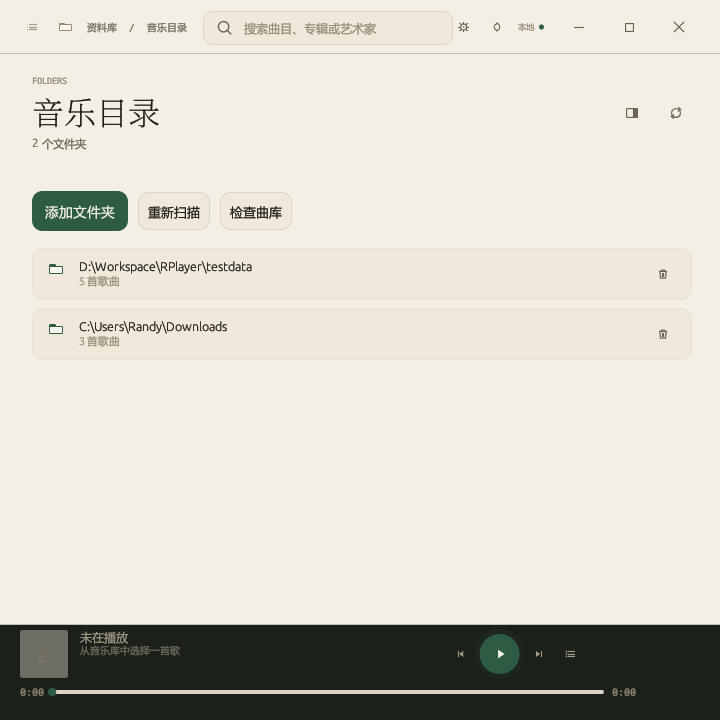 资料库 / 音乐目录 搜索曲目、专辑或艺术家 本地
FOLDERS
音乐目录
2 个文件夹
添加文件夹 重新扫描 检查曲库
D:\Workspace\RPlayer\testdata
5 首歌曲
C:\Users\Randy\Downloads
3 首歌曲
未在播放
从音乐库中选择一首歌
0:00 0:00